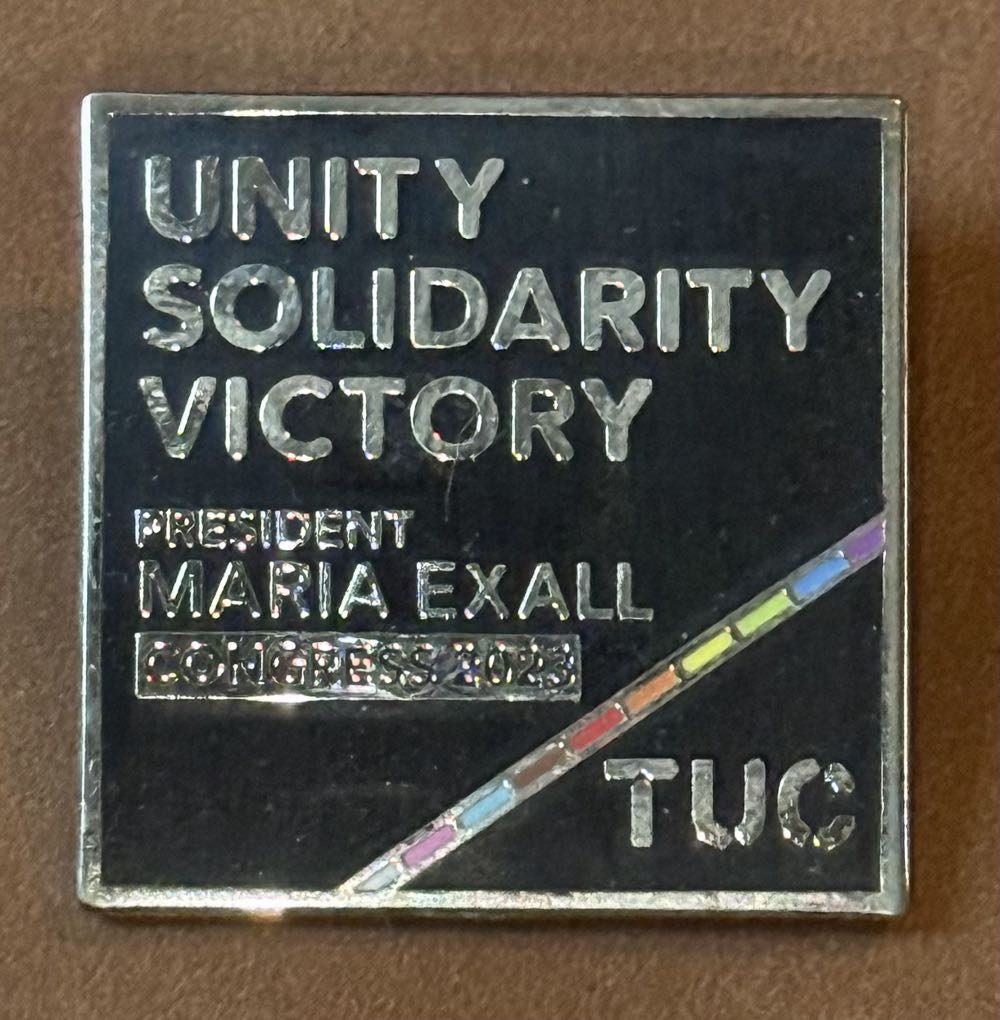 UNITY
SOLIDARITY
VICTORY
PRESIDENT
MARIA EXALL
CONGRESS 2023
TUC